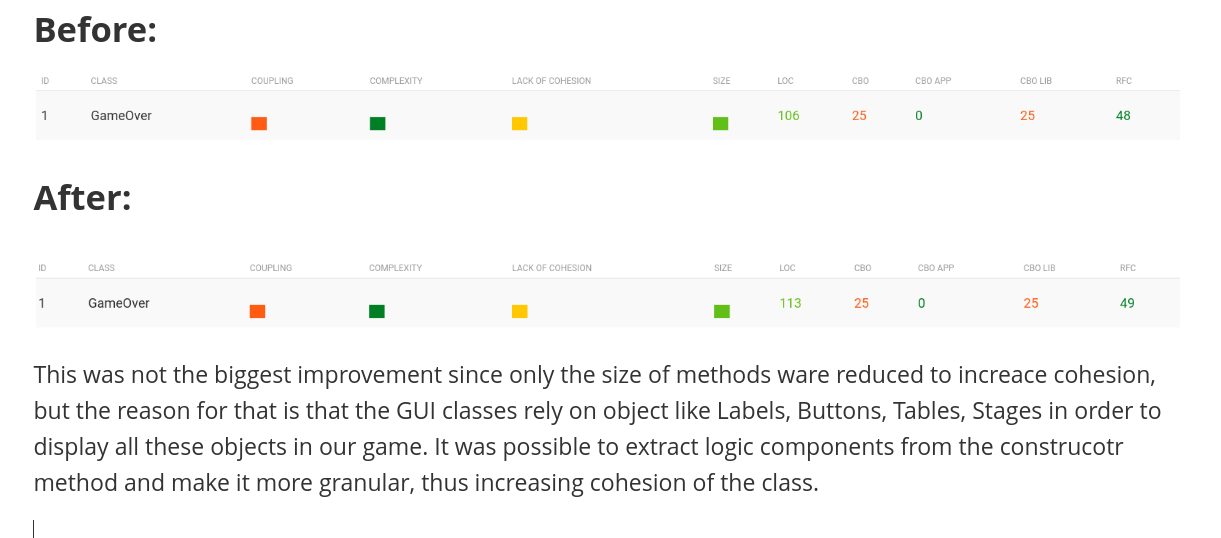 Before:
ID CLASS COUPLING COMPLEXITY LACK OF COHESION SIZE LOC CBO CBO APP CBO LIB RFC
1 GameOver 106 25 0 25 48
After:
ID CLASS COUPLING COMPLEXITY LACK OF COHESION SIZE LOC CBO CBO APP CBO LIB RFC
1 GameOver 113 25 0 25 49
This was not the biggest improvement since only the size of methods ware reduced to increace cohesion,
but the reason for that is that the GUI classes rely on object like Labels, Buttons, Tables, Stages in order to
display all these objects in our game. It was possible to extract logic components from the construcotr
method and make it more granular, thus increasing cohesion of the class.